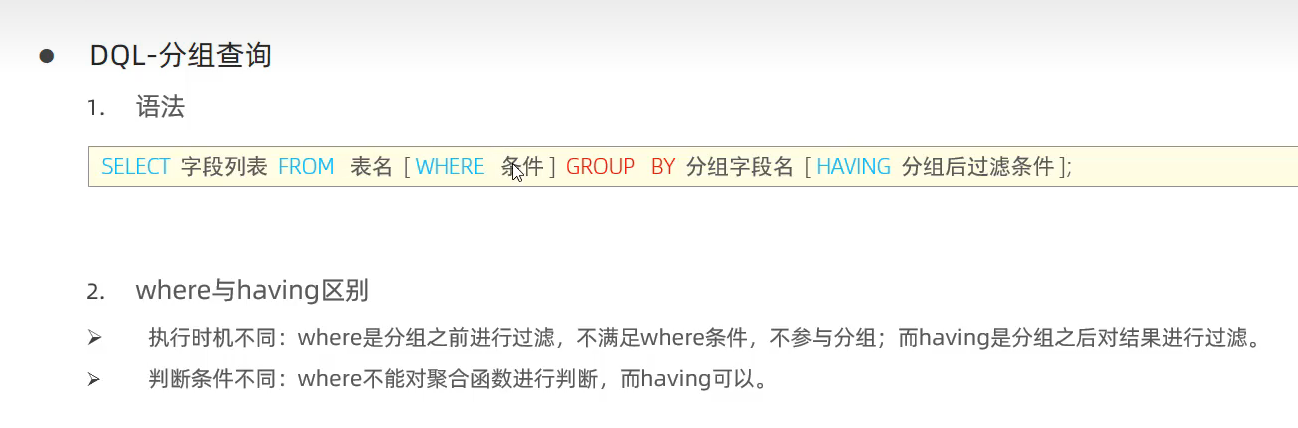 DQL-分组查询
1. 语法
SELECT 字段列表 FROM 表名 [ WHERE 条件 ] GROUP BY 分组字段名 [ HAVING 分组后过滤条件 ];
2. where与having区别
执行时机不同：where是分组之前进行过滤，不满足where条件，不参与分组；而having是分组之后对结果进行过滤。
判断条件不同：where不能对聚合函数进行判断，而having可以。